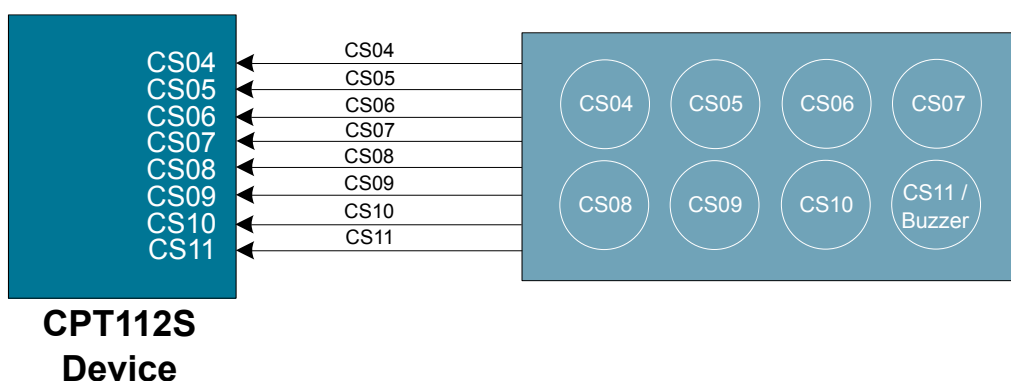 CS04
CS05
CS06
CS07
CS08
CS09
CS10
CS11
CPT112S
Device
CS04
CS05
CS06
CS07
CS08
CS09
CS10
CS11
CS04 CS05 CS06 CS07
CS08 CS09 CS10 CS11 /
Buzzer